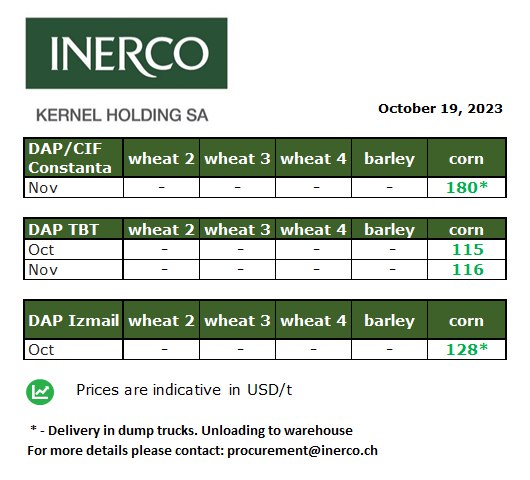 INERCO
KERNEL HOLDING SA
October 19, 2023
DAP/CIF Constanta wheat 2 wheat 3 wheat 4 barley corn
Nov - - - - 180*
DAP TBT wheat 2 wheat 3 wheat 4 barley corn
Oct - - - - 115
Nov - - - - 116
DAP Izmail wheat 2 wheat 3 wheat 4 barley corn
Oct - - - - 128*
Prices are indicative in USD/t
* - Delivery in dump trucks. Unloading to warehouse
For more details please contact: procurement@inerco.ch